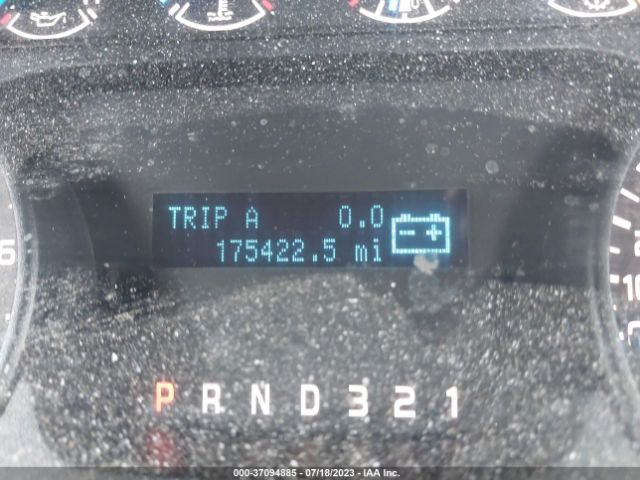 TRIP A 0.0
175422.5 mi
P R N D 3 2 1
000-37094885 - 07/18/2023 - IAA Inc.